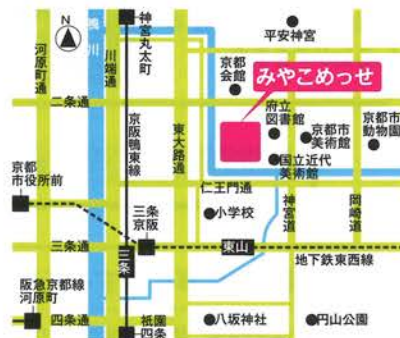 N
鴨川
神宮丸太町
平安神宮
河原町通
川端通
京都
会館
みやこめっせ
二条通
府立
図書館
京都市
美術館
京都市
動物園
京阪鴨東線
東大路通
国立近代
美術館
京都
市役所前
仁王門通
小学校
神宮道
岡崎道
三条
京阪
三条通
三条
東山
地下鉄東西線
阪急京都線
河原町
四条通
祇園
四条
八坂神社
円山公園